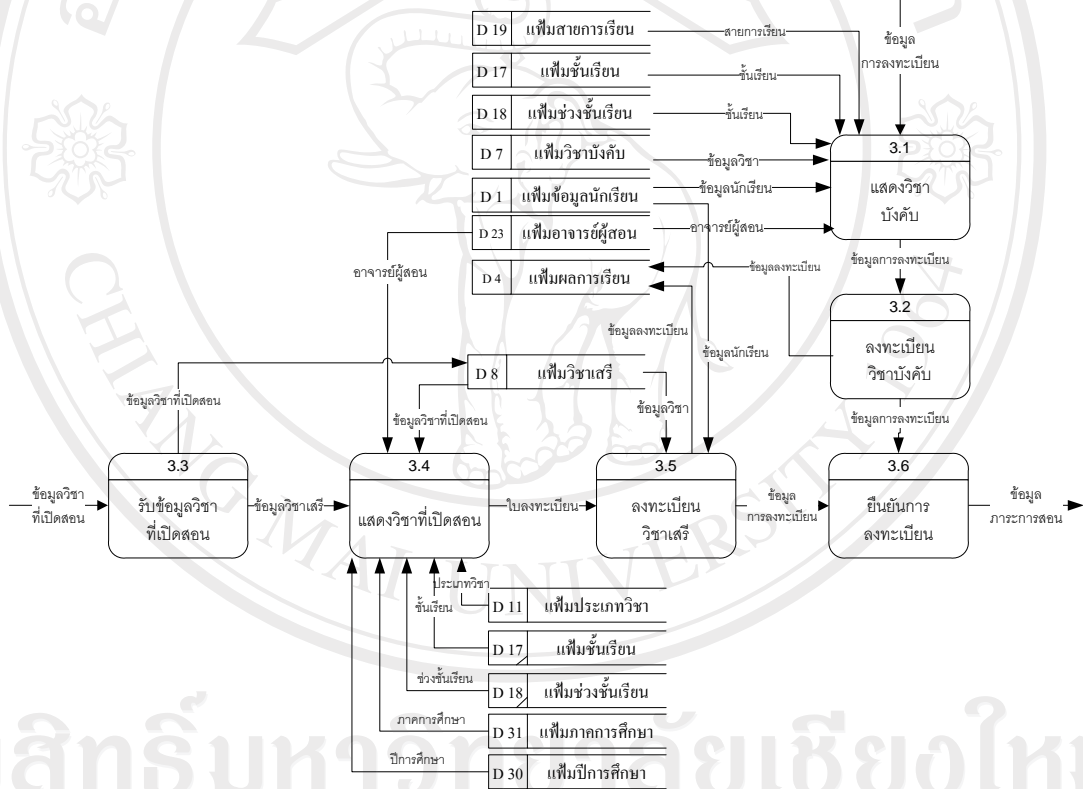 D 19 แฟ้มสายการเรียน
สายการเรียน
ข้อมูล
การลงทะเบียน
D 17 แฟ้มชั้นเรียน
ชั้นเรียน
D 18 แฟ้มช่วงชั้นเรียน
ชั้นเรียน
D 7 แฟ้มวิชาบังคับ
ข้อมูลวิชา
3.1
แสดงวิชา
บังคับ
D 1 แฟ้มข้อมูลนักเรียน
ข้อมูลนักเรียน
D 23 แฟ้มอาจารย์ผู้สอน
อาจารย์ผู้สอน
อาจารย์ผู้สอน
D 4 แฟ้มผลการเรียน
ข้อมูลลงทะเบียน
ข้อมูลการลงทะเบียน
3.2
ลงทะเบียน
วิชาบังคับ
ข้อมูลลงทะเบียน
ข้อมูลนักเรียน
D 8 แฟ้มวิชาเสรี
ข้อมูลวิชาที่เปิดสอน
ข้อมูลวิชาที่เปิดสอน
ข้อมูลวิชา
ข้อมูลการลงทะเบียน
ข้อมูลวิชา
ที่เปิดสอน
3.3
รับข้อมูลวิชา
ที่เปิดสอน
ข้อมูลวิชาเสรี
3.4
แสดงวิชาที่เปิดสอน
ใบลงทะเบียน
3.5
ลงทะเบียน
วิชาเสรี
ข้อมูล
การลงทะเบียน
3.6
ยืนยันการ
ลงทะเบียน
ข้อมูล
ภาระการสอน
ประเภทวิชา
D 11 แฟ้มประเภทวิชา
ชั้นเรียน
D 17 แฟ้มชั้นเรียน
ช่วงชั้นเรียน
D 18 แฟ้มช่วงชั้นเรียน
ภาคการศึกษา
D 31 แฟ้มภาคการศึกษา
ปีการศึกษา
D 30 แฟ้มปีการศึกษา
CHIANG MAI UNIVERSITY 1964
สิทธิ์มหาวิทยาลัยเชียงใหม่